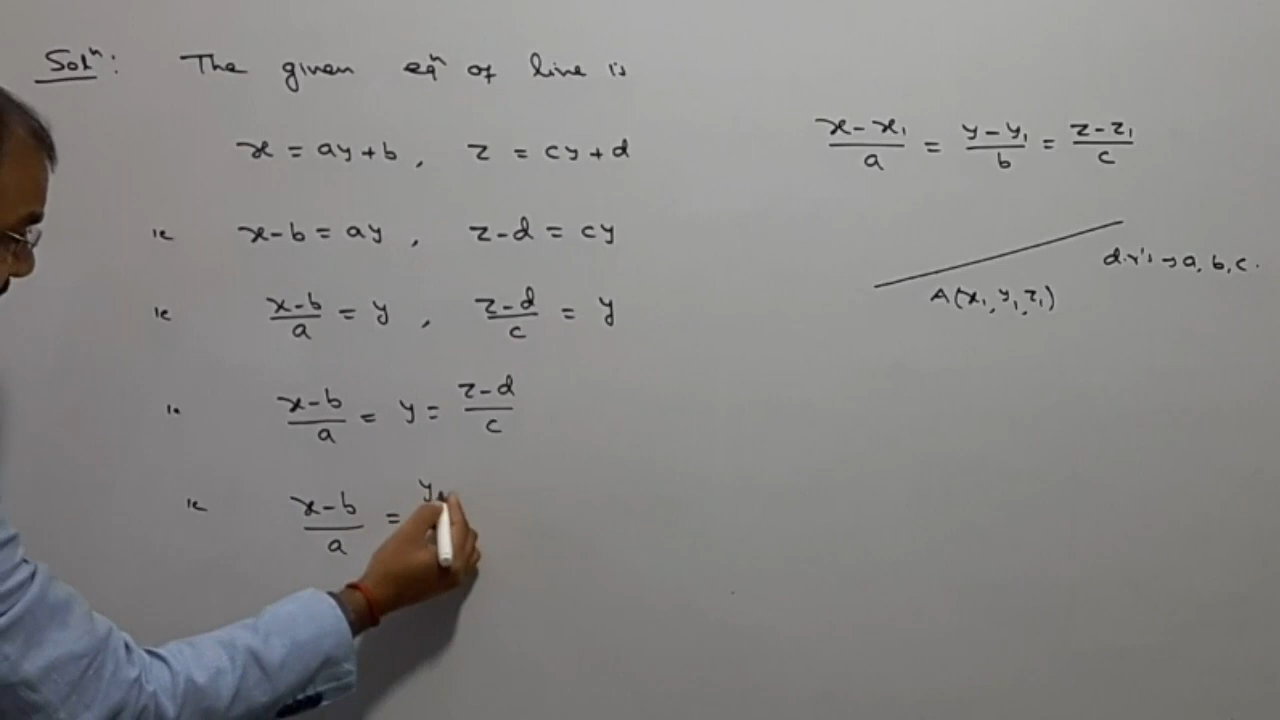 Solⁿ: The given eqⁿ of line is
x = ay + b , z = cy + d
ie x - b = ay , z - d = cy
ie (x - b)/a = y , (z - d)/c = y
ie (x - b)/a = y = (z - d)/c
ie (x - b)/a = y
(x - x₁)/a = (y - y₁)/b = (z - z₁)/c
d.r's → a, b, c.
A(x₁, y₁, z₁)